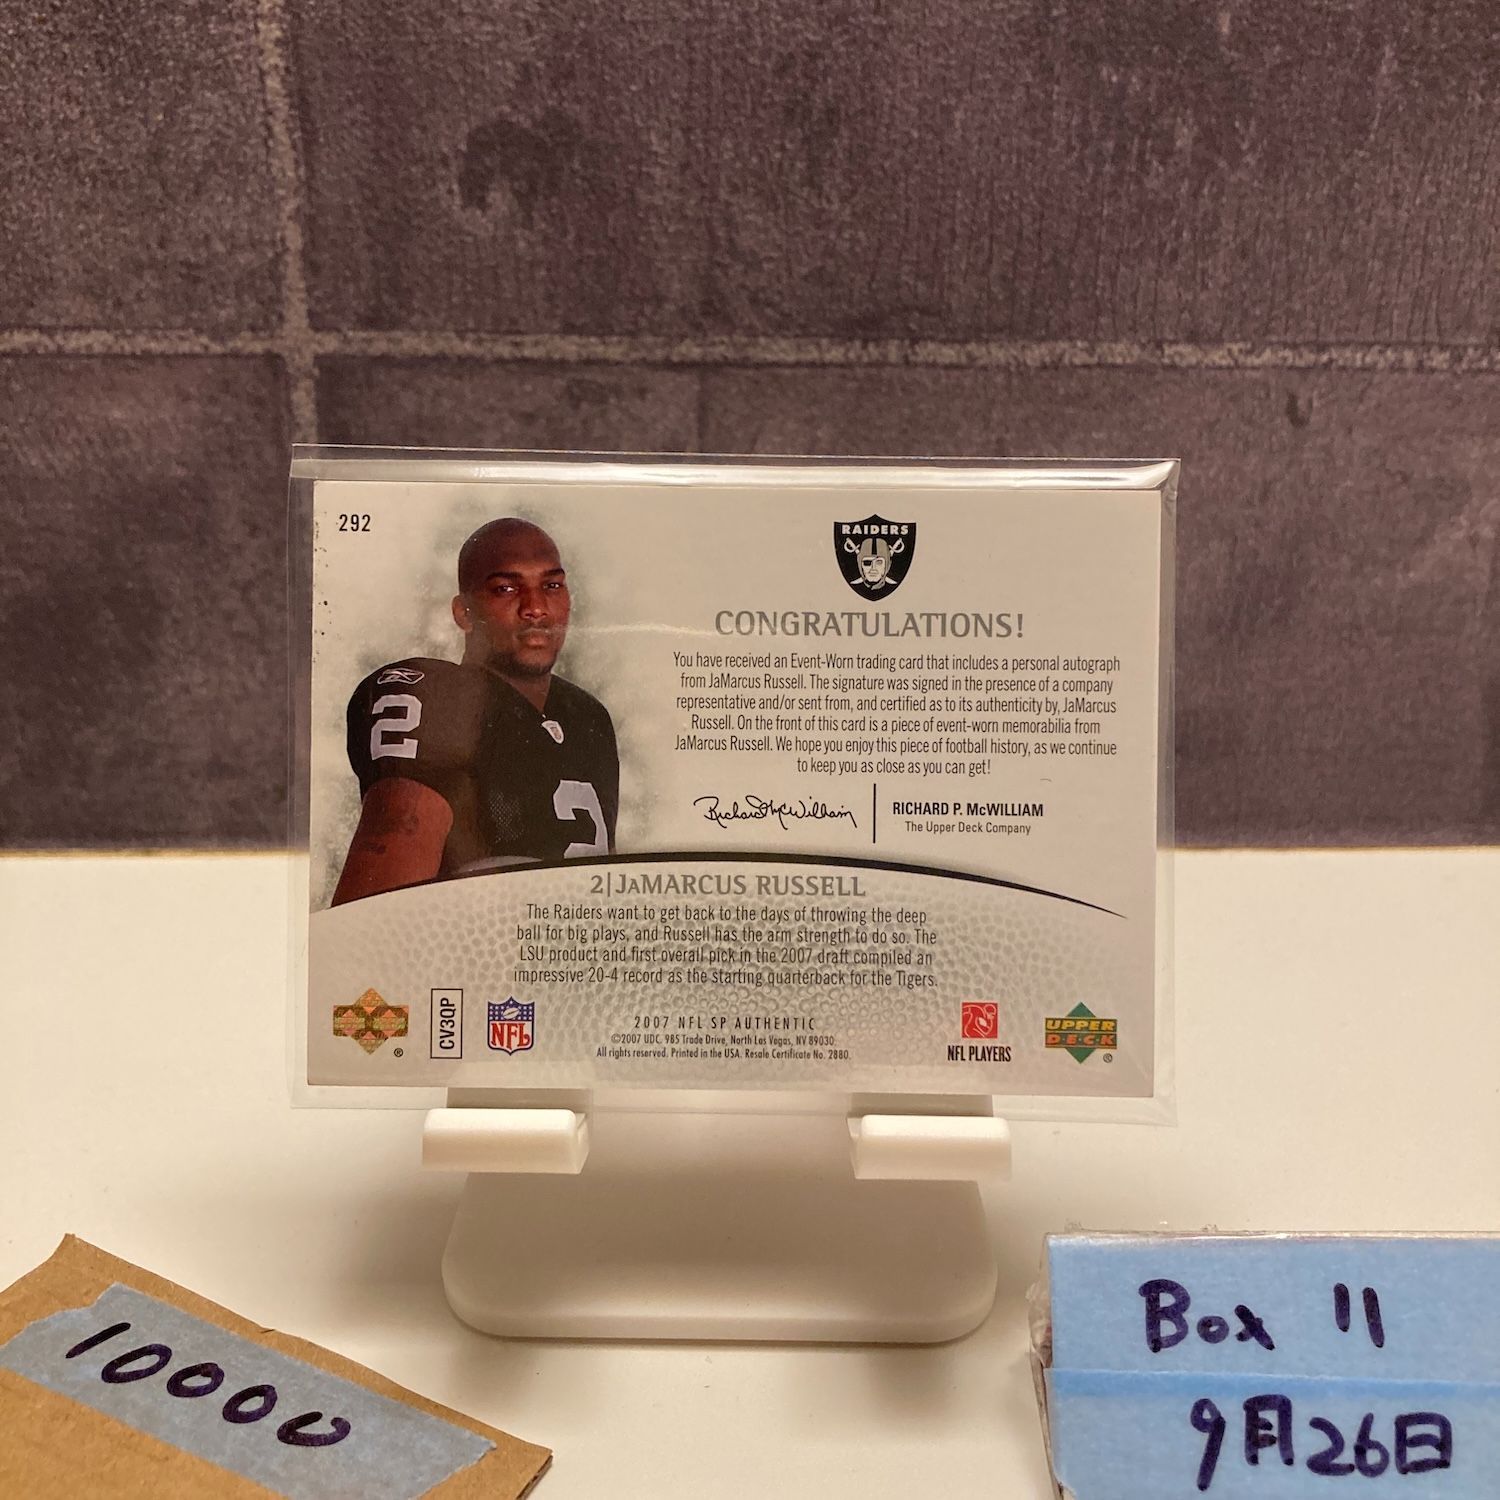 292
RAIDERS
CONGRATULATIONS!
You have received an Event-Worn trading card that includes a personal autograph
from JaMarcus Russell. The signature was signed in the presence of a company
representative and/or sent from, and certified as to its authenticity by, JaMarcus
Russell. On the front of this card is a piece of event-worn memorabilia from
JaMarcus Russell. We hope you enjoy this piece of football history, as we continue
to keep you as close as you can get!
Richard McWilliam
RICHARD P. McWILLIAM
The Upper Deck Company
2
2
2|JaMARCUS RUSSELL
The Raiders want to get back to the days of throwing the deep
ball for big plays, and Russell has the arm strength to do so. The
LSU product and first overall pick in the 2007 draft compiled an
impressive 20-4 record as the starting quarterback for the Tigers.
®
CV3QP
NFL
2007 NFL SP AUTHENTIC
©2007 UDC. 985 Trade Drive, North Las Vegas, NV 89030.
All rights reserved. Printed in the USA. Resale Certificate No. 2880.
NFL PLAYERS
UPPER
D·E·C·K
®
10000
Box 11
9月26日